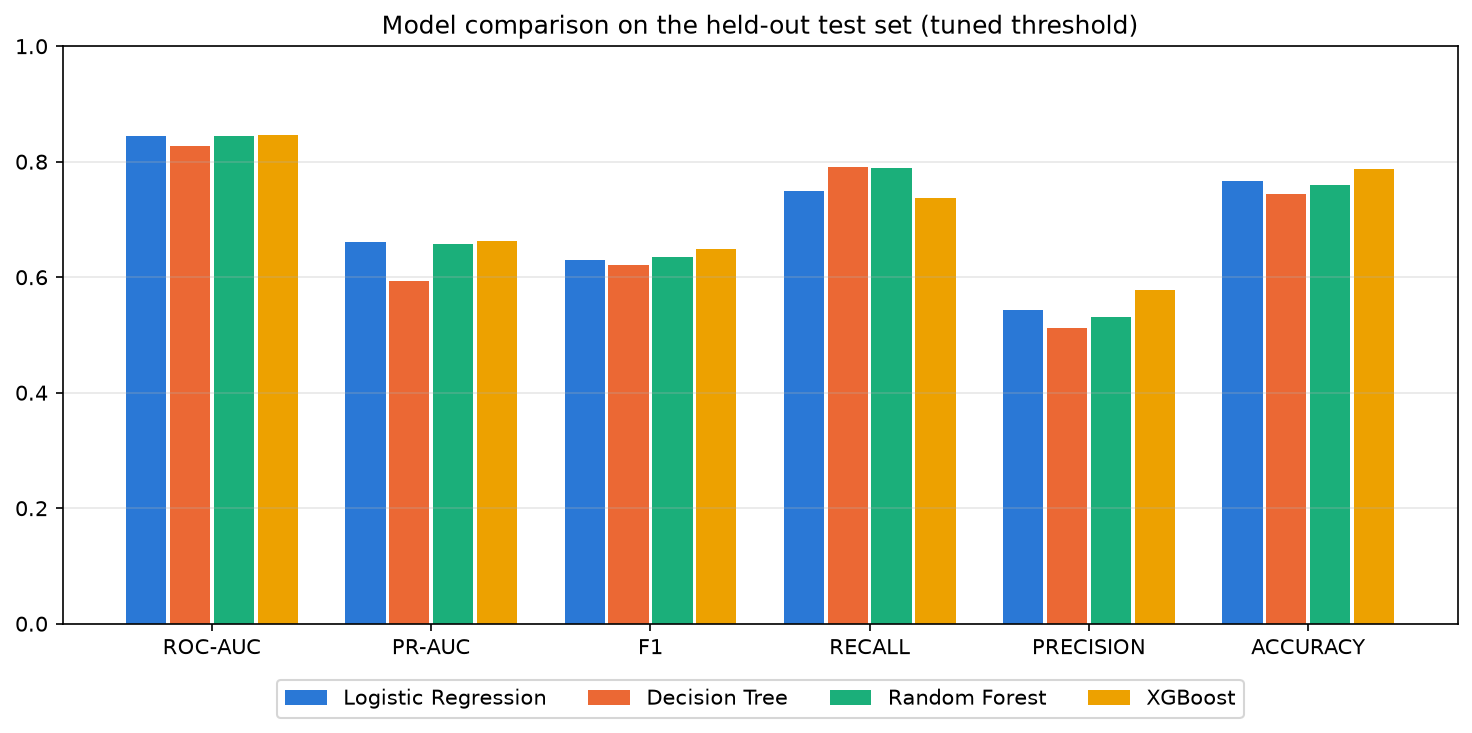 Model comparison on the held-out test set (tuned threshold)
1.0
0.8
0.6
0.4
0.2
0.0
ROC-AUC PR-AUC F1 RECALL PRECISION ACCURACY
Logistic Regression Decision Tree Random Forest XGBoost